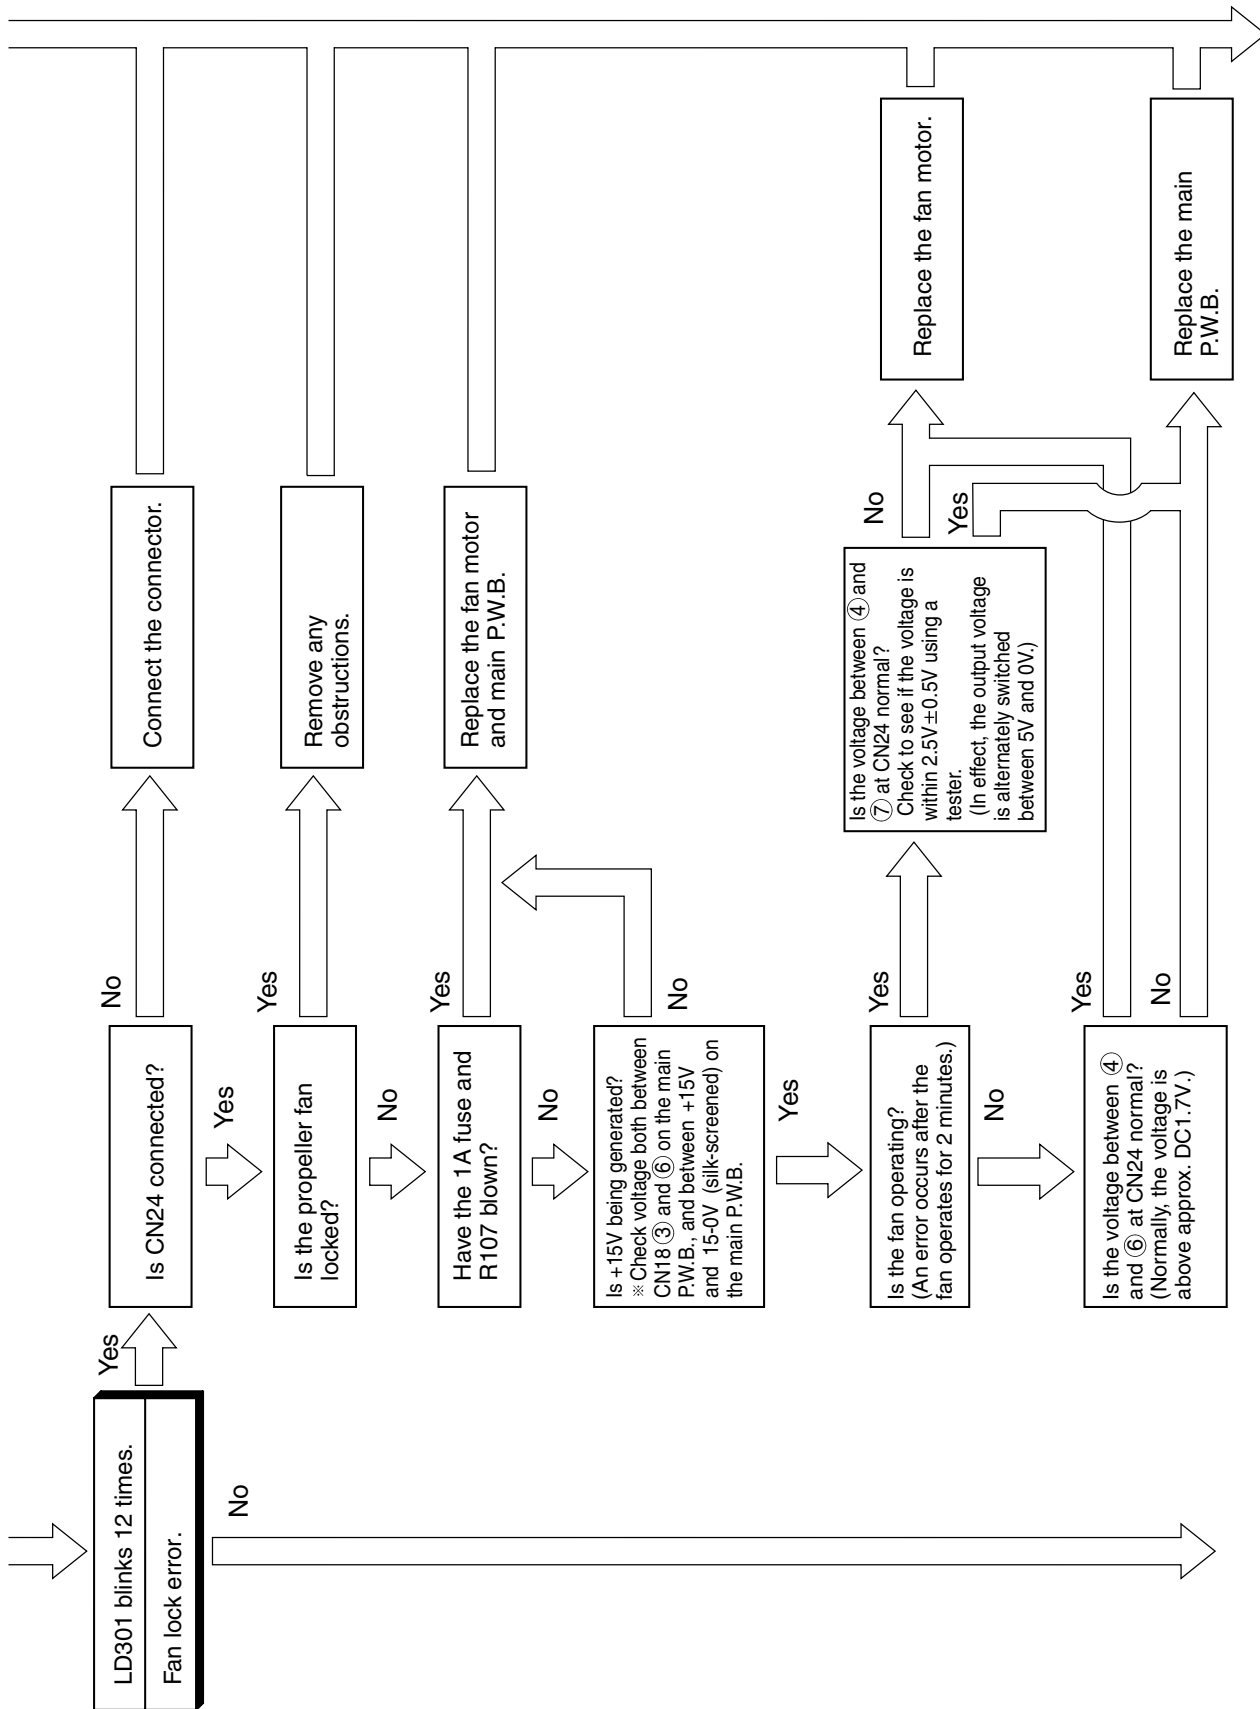 LD301 blinks 12 times.
Fan lock error.
Yes
No
Is CN24 connected?
No
Connect the connector.
Yes
Is the propeller fan
locked?
Yes
Remove any
obstructions.
No
Have the 1A fuse and
R107 blown?
Yes
Replace the fan motor
and main P.W.B.
No
Is +15V being generated?
※ Check voltage both between
CN18 ③ and ⑥ on the main
P.W.B., and between +15V
and 15-0V (silk-screened) on
the main P.W.B.
No
Yes
Is the fan operating?
(An error occurs after the
fan operates for 2 minutes.)
Yes
Is the voltage between ④ and
⑦ at CN24 normal?
Check to see if the voltage is
within 2.5V±0.5V using a
tester.
(In effect, the output voltage
is alternately switched
between 5V and 0V.)
No
Yes
Replace the fan motor.
No
Is the voltage between ④
and ⑥ at CN24 normal?
(Normally, the voltage is
above approx. DC1.7V.)
Yes
No
Replace the main
P.W.B.